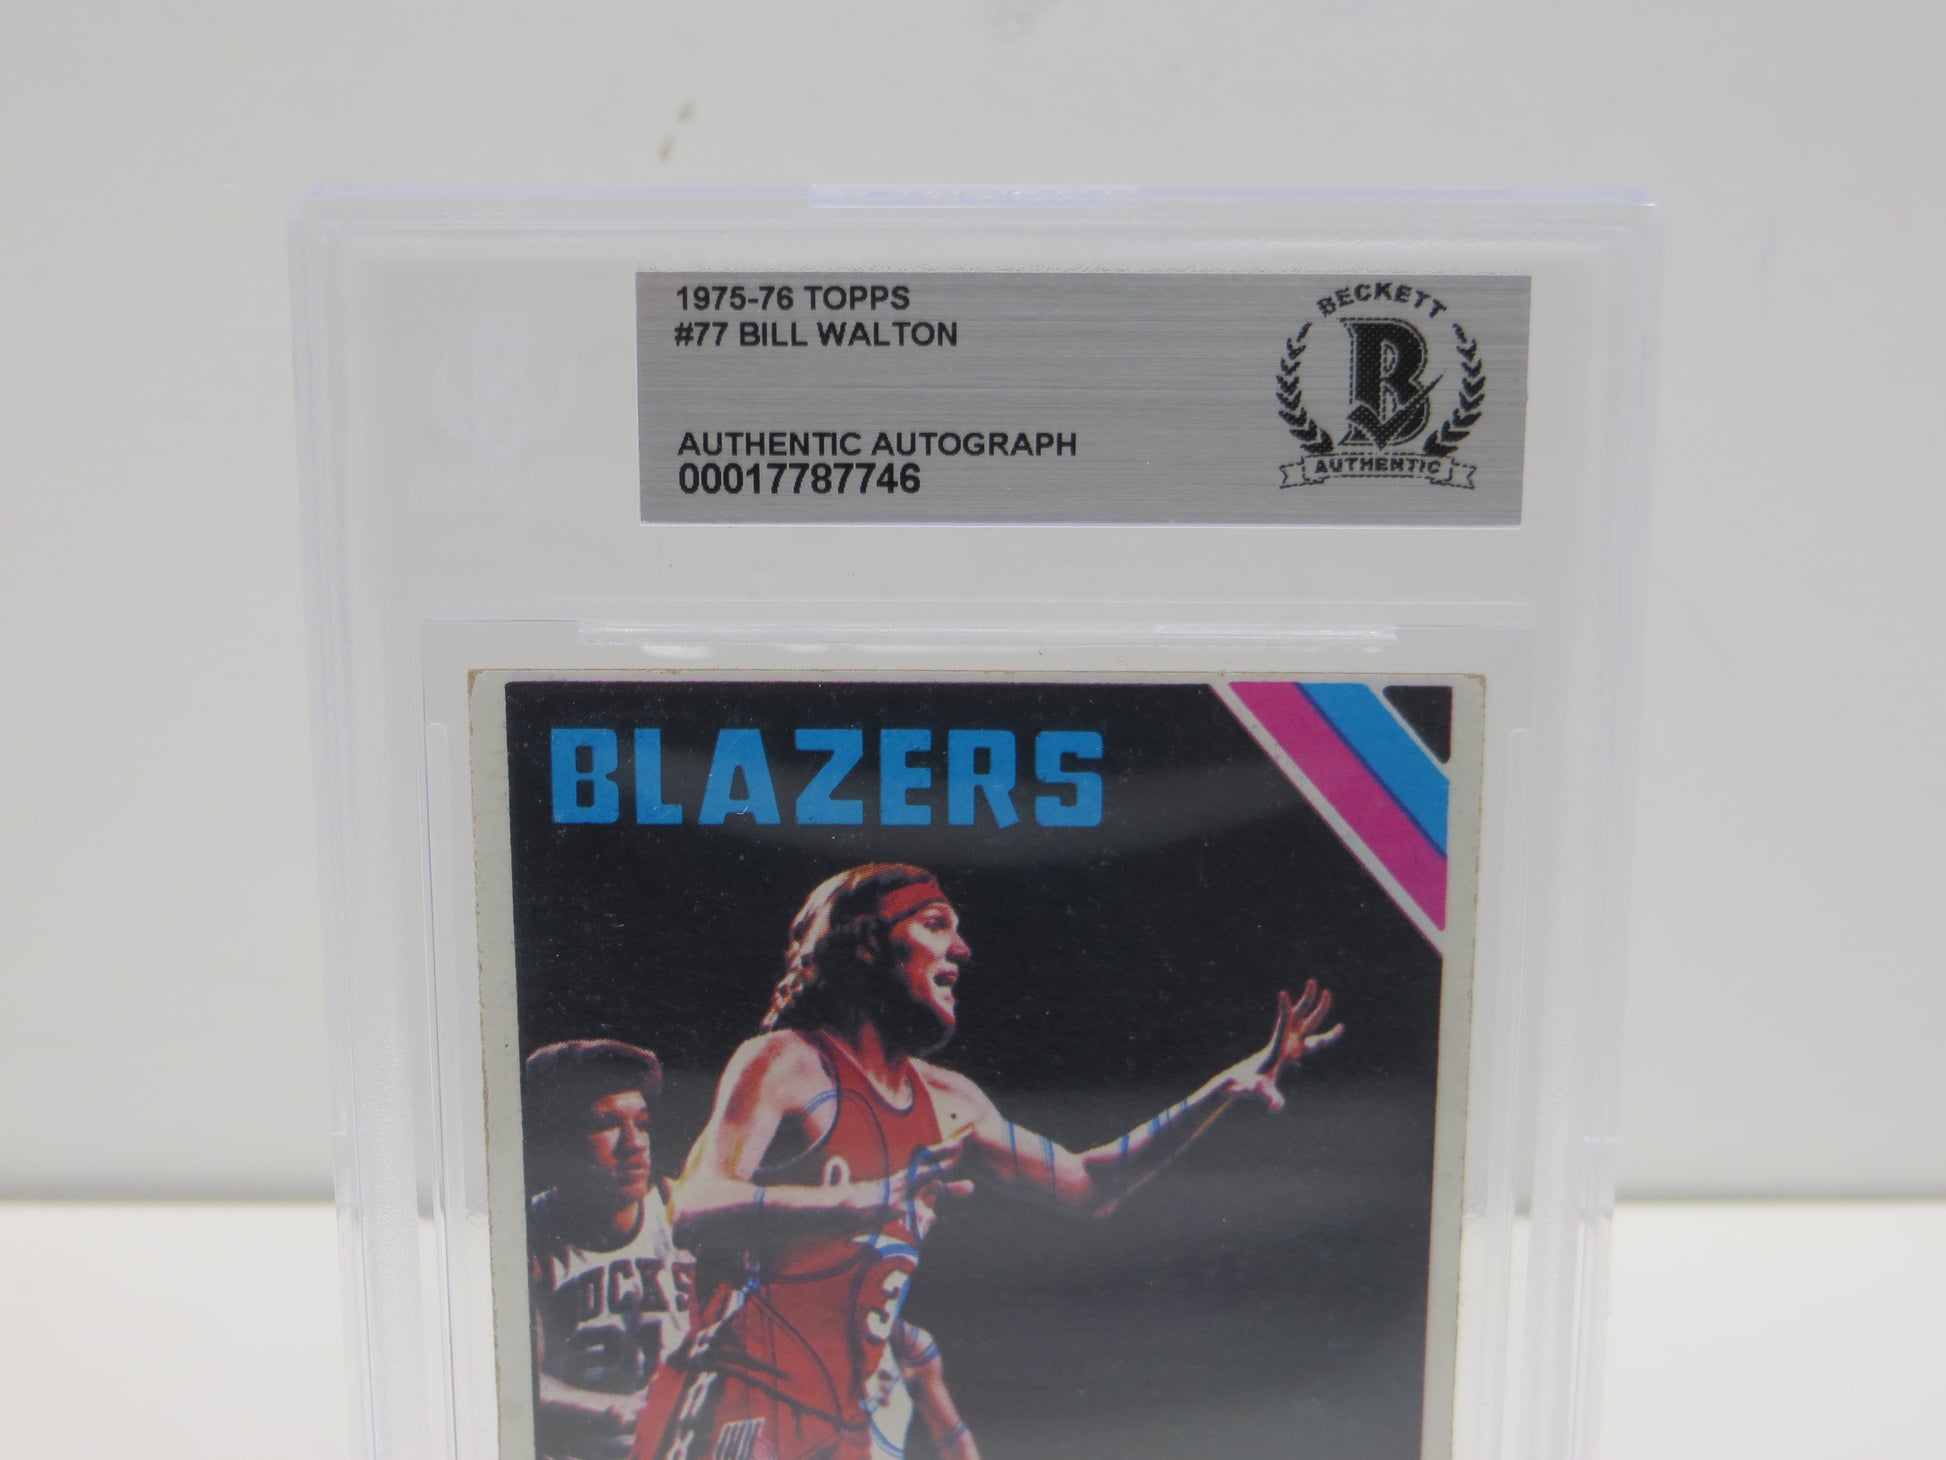 1975-76 TOPPS
#77 BILL WALTON
AUTHENTIC AUTOGRAPH
00017787746
BECKETT
B
AUTHENTIC
BLAZERS